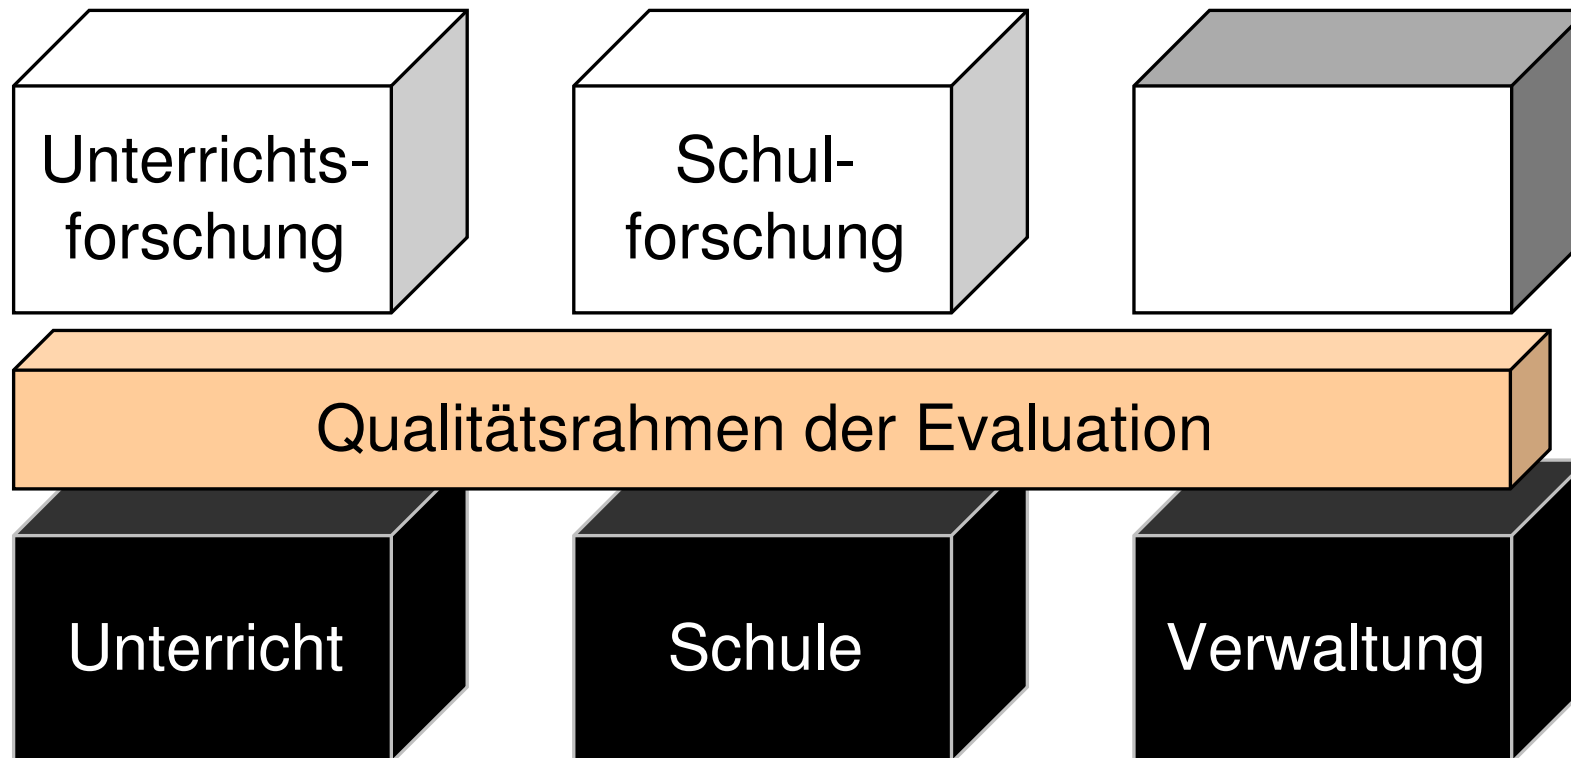 Unterrichts-
forschung
Schul-
forschung
Qualitätsrahmen der Evaluation
Unterricht
Schule
Verwaltung